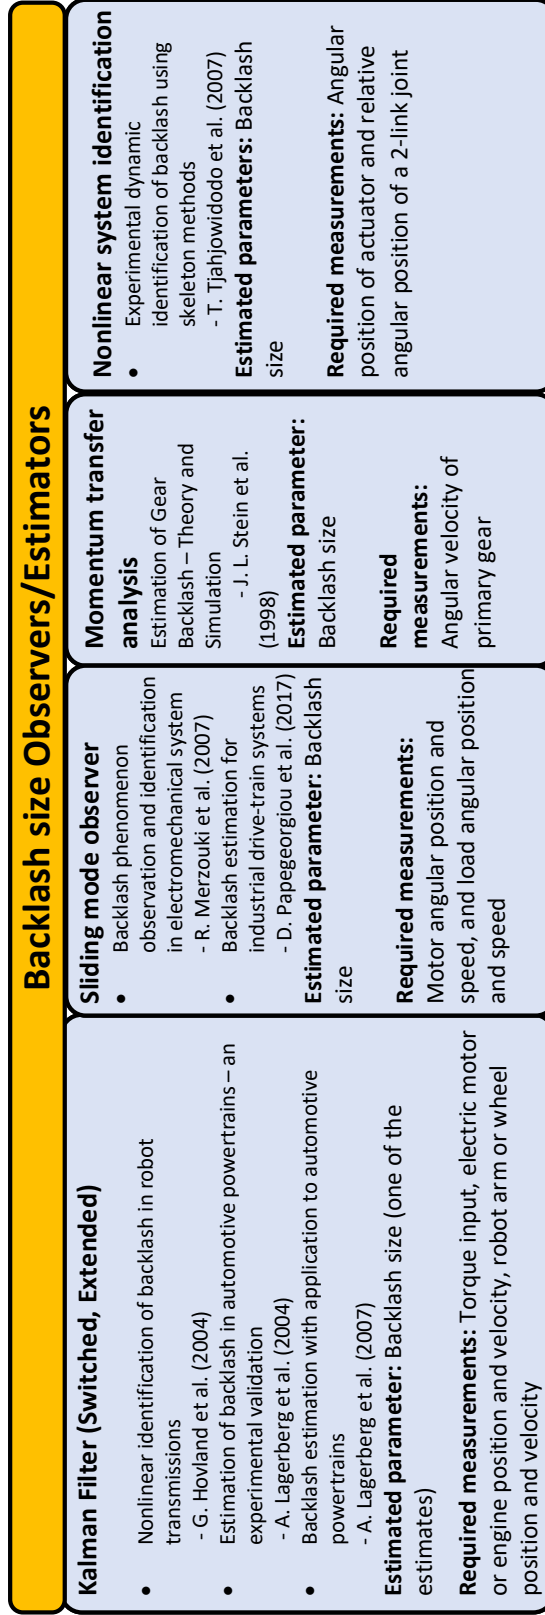 Backlash size Observers/Estimators
Kalman Filter (Switched, Extended)
• Nonlinear identification of backlash in robot
transmissions
- G. Hovland et al. (2004)
• Estimation of backlash in automotive powertrains – an
experimental validation
- A. Lagerberg et al. (2004)
• Backlash estimation with application to automotive
powertrains
- A. Lagerberg et al. (2007)
Estimated parameter: Backlash size (one of the
estimates)
Required measurements: Torque input, electric motor
or engine position and velocity, robot arm or wheel
position and velocity
Sliding mode observer
• Backlash phenomenon
observation and identification
in electromechanical system
- R. Merzouki et al. (2007)
• Backlash estimation for
industrial drive-train systems
- D. Papegeorgiou et al. (2017)
Estimated parameter: Backlash
size
Required measurements:
Motor angular position and
speed, and load angular position
and speed
Momentum transfer
analysis
Estimation of Gear
Backlash – Theory and
Simulation
- J. L. Stein et al.
(1998)
Estimated parameter:
Backlash size
Required
measurements:
Angular velocity of
primary gear
Nonlinear system identification
• Experimental dynamic
identification of backlash using
skeleton methods
- T. Tjahjowidodo et al. (2007)
Estimated parameters: Backlash
size
Required measurements: Angular
position of actuator and relative
angular position of a 2-link joint